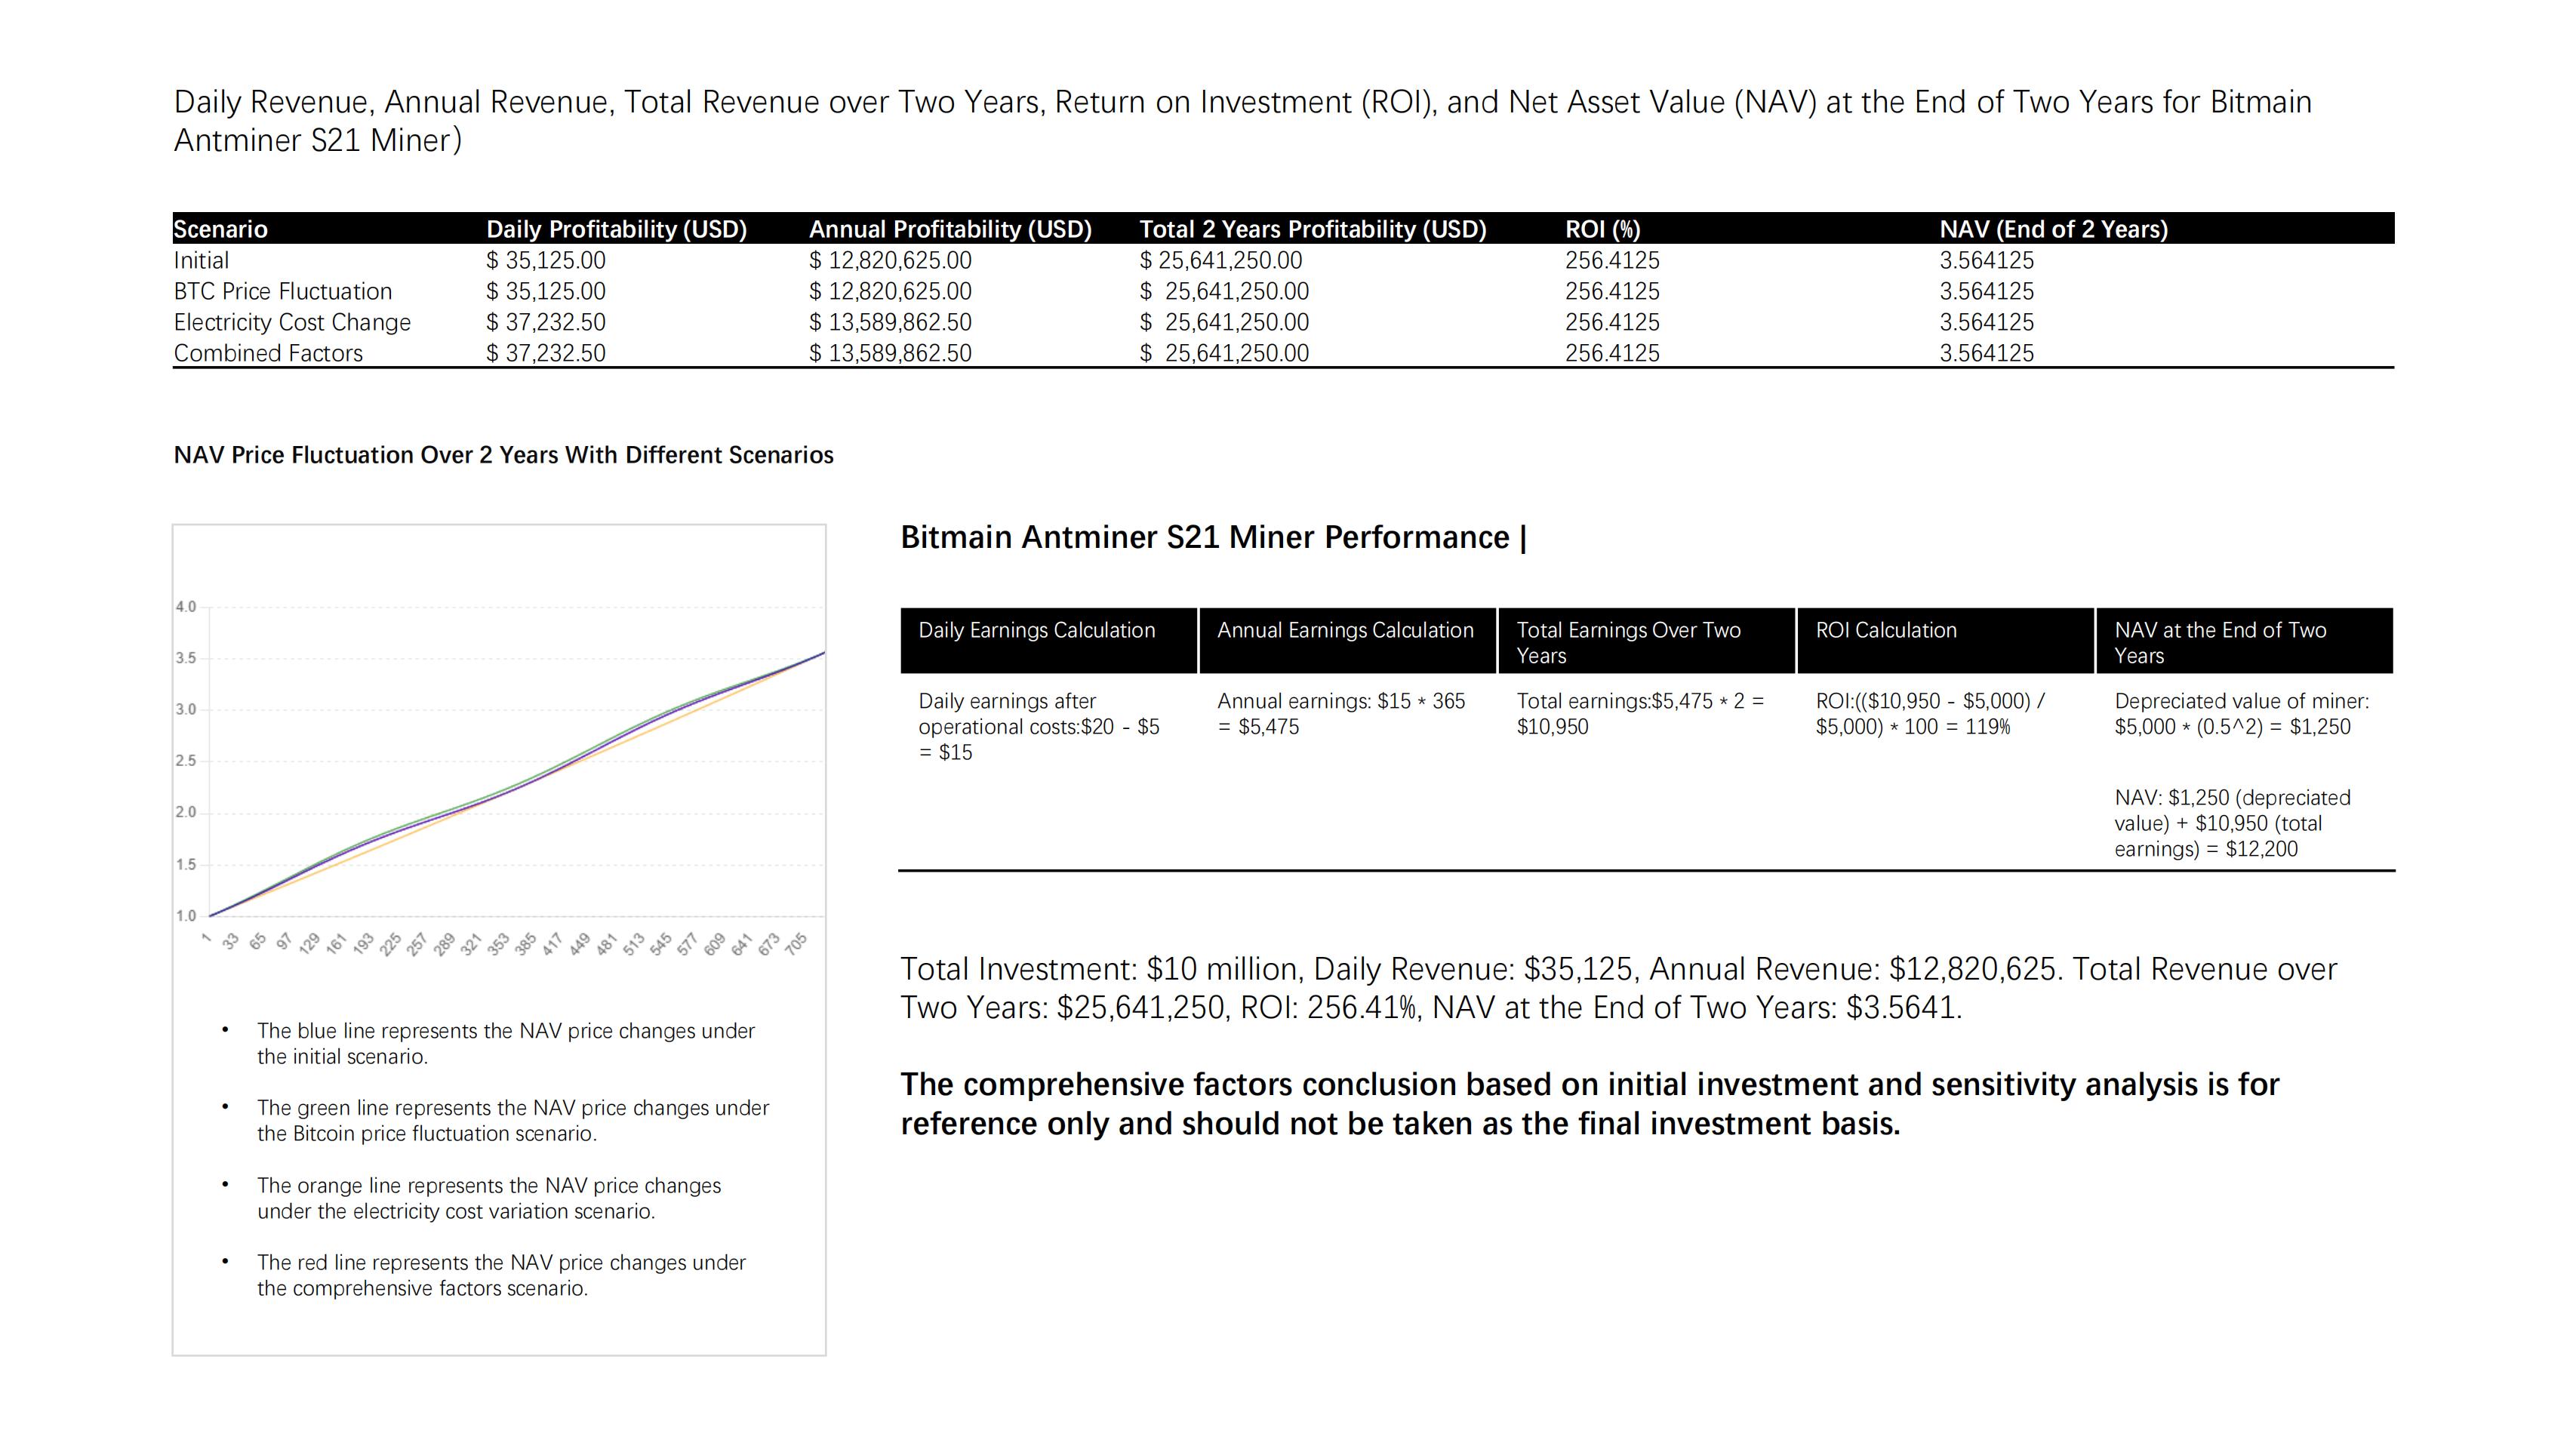 Daily Revenue, Annual Revenue, Total Revenue over Two Years, Return on Investment (ROI), and Net Asset Value (NAV) at the End of Two Years for Bitmain
Antminer S21 Miner)
Scenario Daily Profitability (USD) Annual Profitability (USD) Total 2 Years Profitability (USD) ROI (%) NAV (End of 2 Years)
Initial $ 35,125.00 $ 12,820,625.00 $ 25,641,250.00 256.4125 3.564125
BTC Price Fluctuation $ 35,125.00 $ 12,820,625.00 $ 25,641,250.00 256.4125 3.564125
Electricity Cost Change $ 37,232.50 $ 13,589,862.50 $ 25,641,250.00 256.4125 3.564125
Combined Factors $ 37,232.50 $ 13,589,862.50 $ 25,641,250.00 256.4125 3.564125
NAV Price Fluctuation Over 2 Years With Different Scenarios
4.0
3.5
3.0
2.5
2.0
1.5
1.0
1 33 65 97 129 161 193 225 257 289 321 353 385 417 449 481 513 545 577 609 641 673 705
• The blue line represents the NAV price changes under
the initial scenario.
• The green line represents the NAV price changes under
the Bitcoin price fluctuation scenario.
• The orange line represents the NAV price changes
under the electricity cost variation scenario.
• The red line represents the NAV price changes under
the comprehensive factors scenario.
Bitmain Antminer S21 Miner Performance |
Daily Earnings Calculation
Annual Earnings Calculation
Total Earnings Over Two
Years
ROI Calculation
NAV at the End of Two
Years
Daily earnings after
operational costs:$20 - $5
= $15
Annual earnings: $15 * 365
= $5,475
Total earnings:$5,475 * 2 =
$10,950
ROI:(($10,950 - $5,000) /
$5,000) * 100 = 119%
Depreciated value of miner:
$5,000 * (0.5^2) = $1,250
NAV: $1,250 (depreciated
value) + $10,950 (total
earnings) = $12,200
Total Investment: $10 million, Daily Revenue: $35,125, Annual Revenue: $12,820,625. Total Revenue over
Two Years: $25,641,250, ROI: 256.41%, NAV at the End of Two Years: $3.5641.
The comprehensive factors conclusion based on initial investment and sensitivity analysis is for
reference only and should not be taken as the final investment basis.